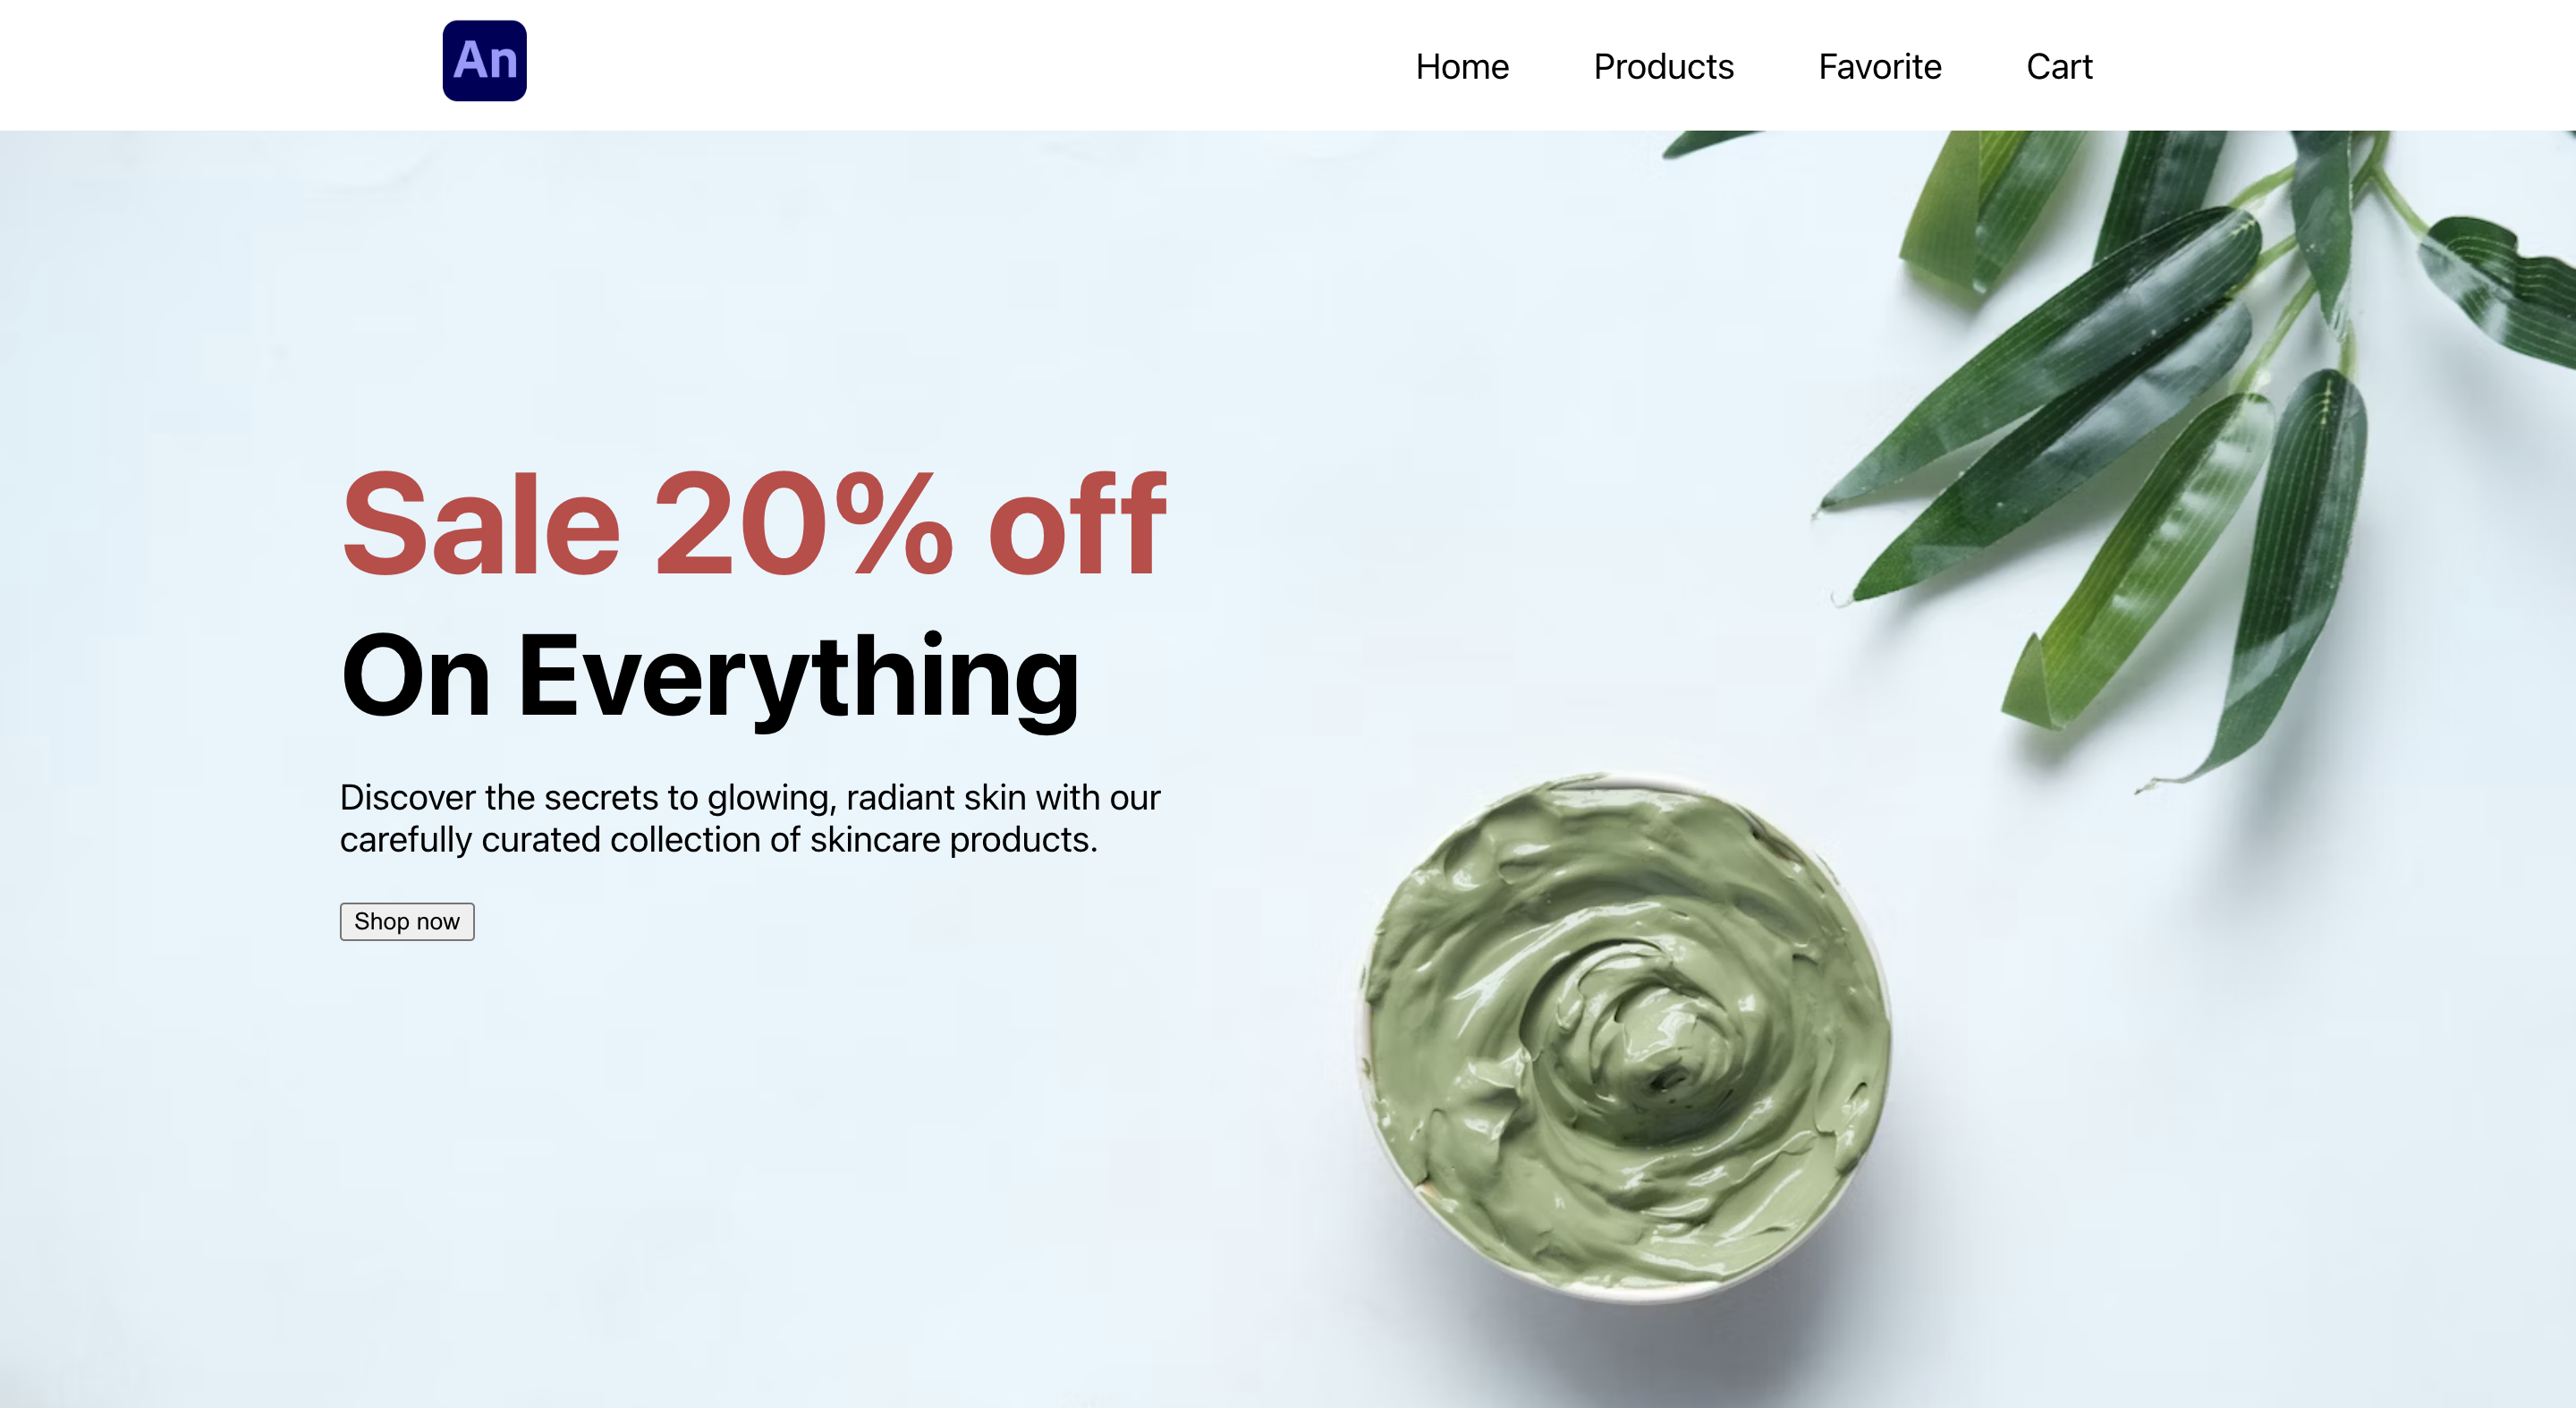 An
Home Products Favorite Cart
Sale 20% off
On Everything
Discover the secrets to glowing, radiant skin with our
carefully curated collection of skincare products.
Shop now